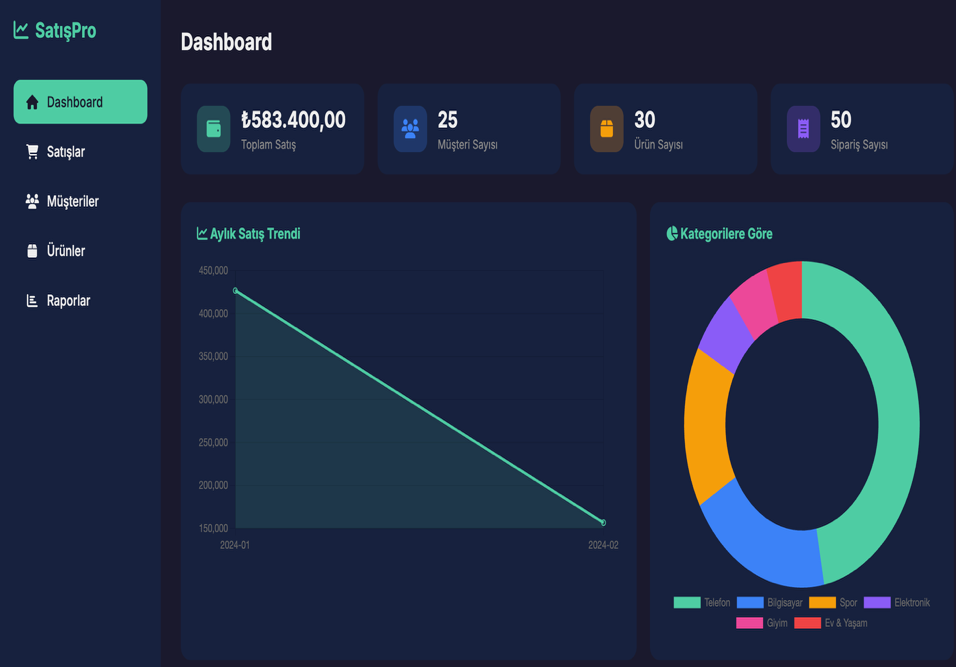 SatışPro
Dashboard
Satışlar
Müşteriler
Ürünler
Raporlar
Dashboard
₺583.400,00
Toplam Satış
25
Müşteri Sayısı
30
Ürün Sayısı
50
Sipariş Sayısı
Aylık Satış Trendi
450,000
400,000
350,000
300,000
250,000
200,000
150,000
2024-01 2024-02
Kategorilere Göre
Telefon Bilgisayar Spor Elektronik
Giyim Ev & Yaşam